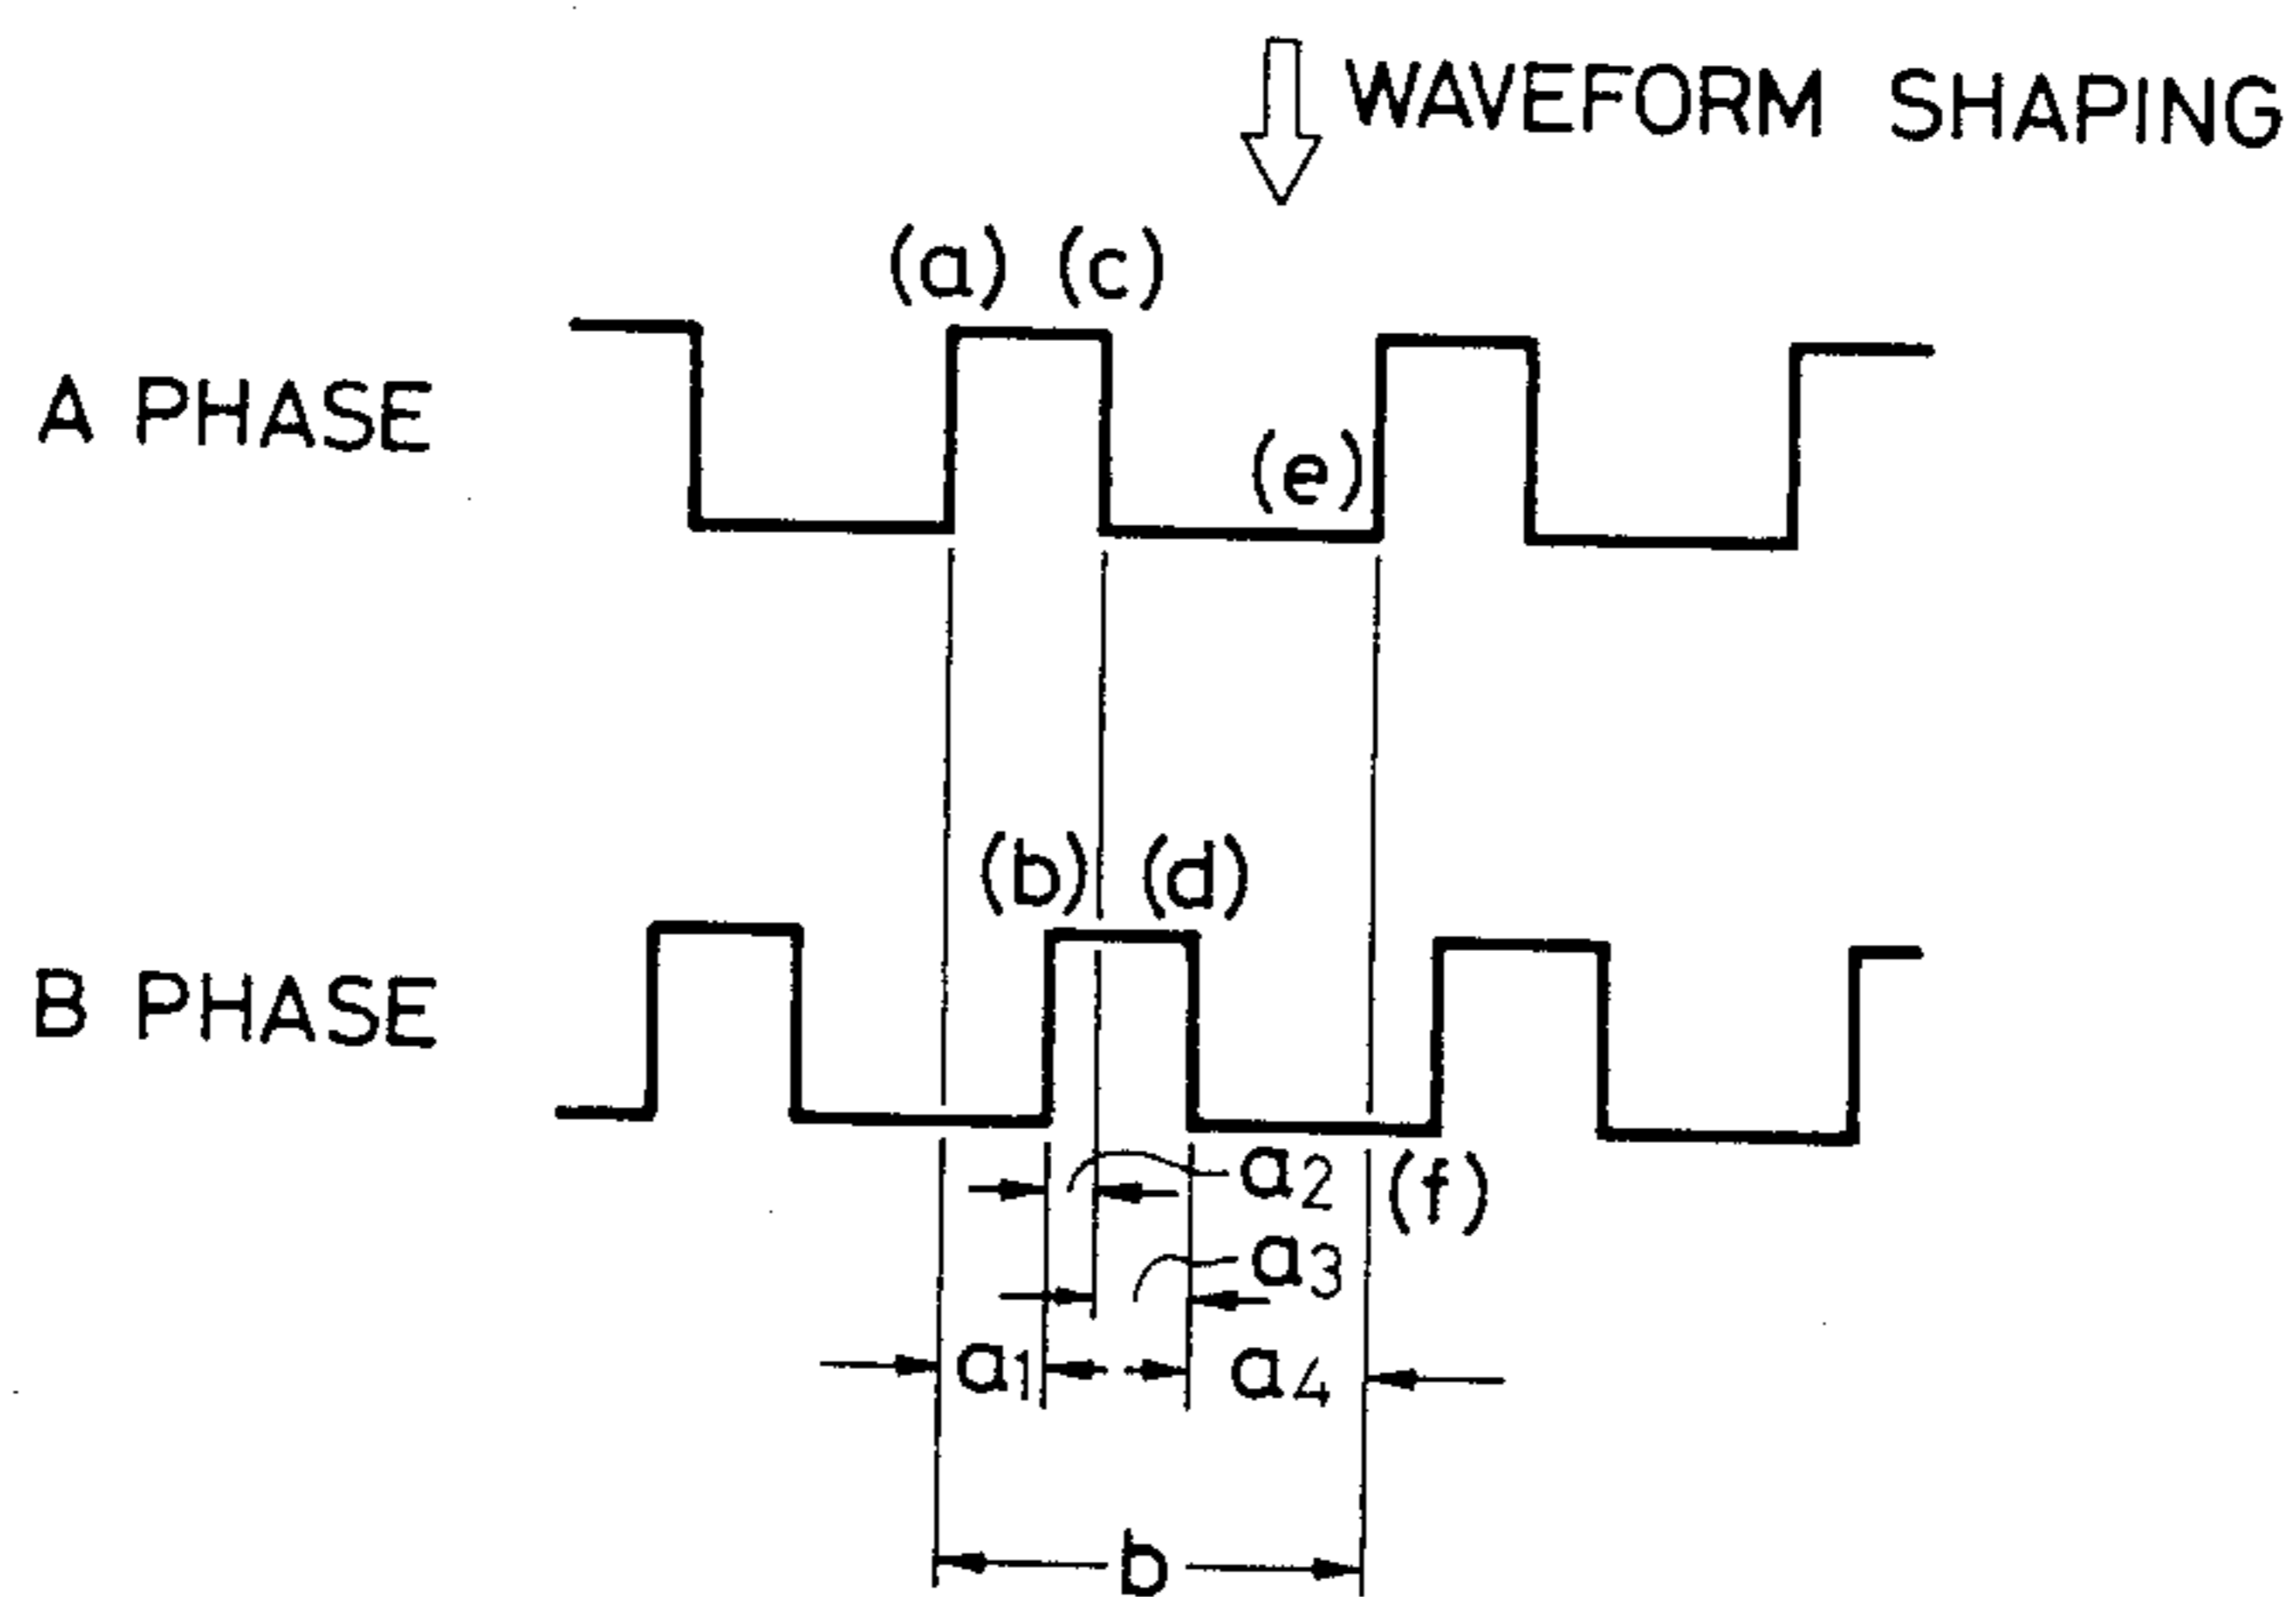 WAVEFORM SHAPING
(a) (c)
A PHASE
(e)
(b) (d)
B PHASE
a2
(f)
a3
a1 a4
b